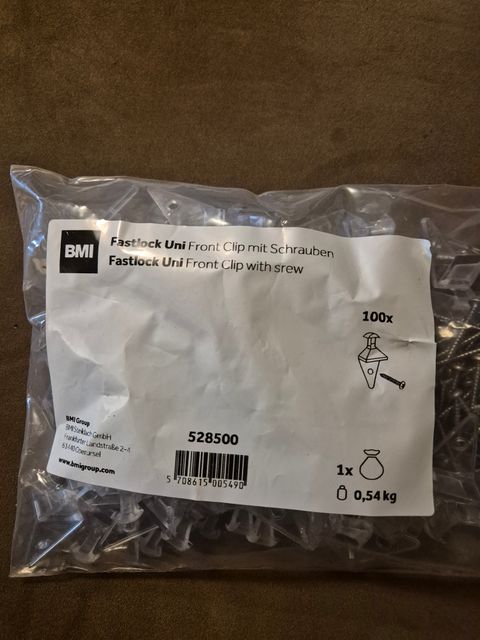 BMI
Fastlock Uni Front Clip mit Schrauben
Fastlock Uni Front Clip with srew
100x
BMI Group
BMI Steildach GmbH
Frankfurter Landstraße 2-4
61440 Oberursel
www.bmigroup.com
528500
5 708615 005490
1x
0,54 kg